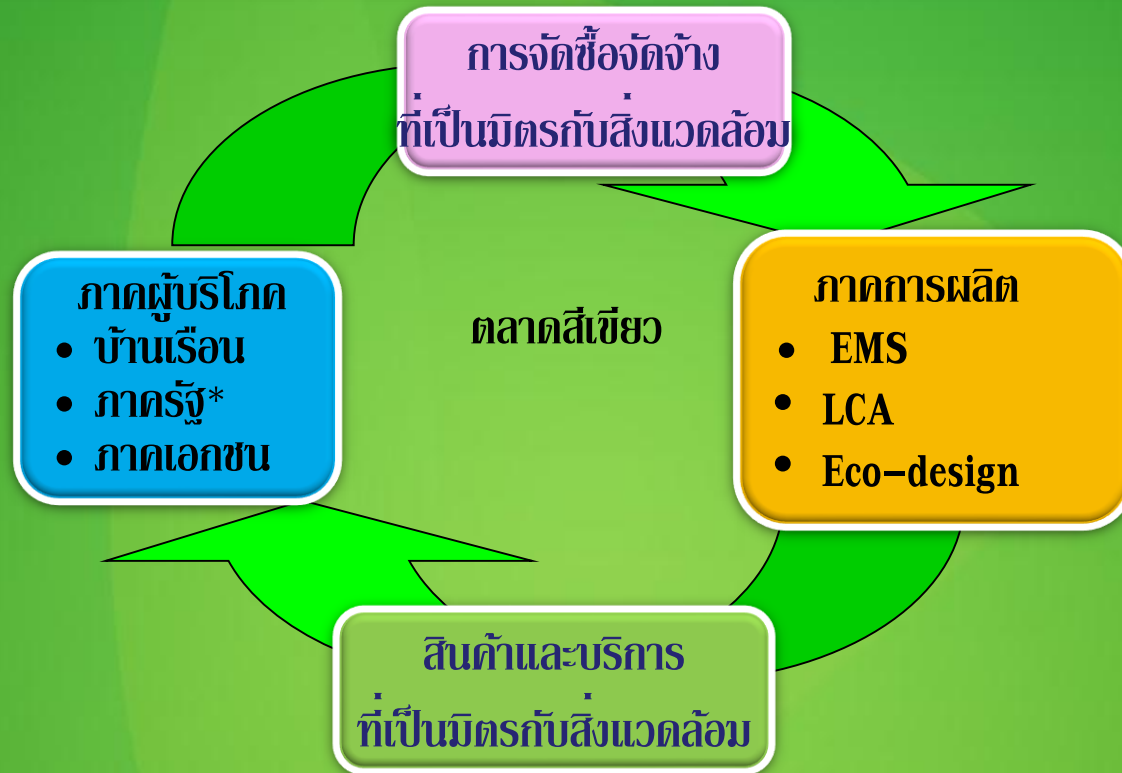 การจัดซื้อจัดจ้าง
ที่เป็นมิตรกับสิ่งแวดล้อม
ภาคผู้บริโภค
• บ้านเรือน
• ภาครัฐ*
• ภาคเอกชน
ตลาดสีเขียว
ภาคการผลิต
• EMS
• LCA
• Eco-design
สินค้าและบริการ
ที่เป็นมิตรกับสิ่งแวดล้อม